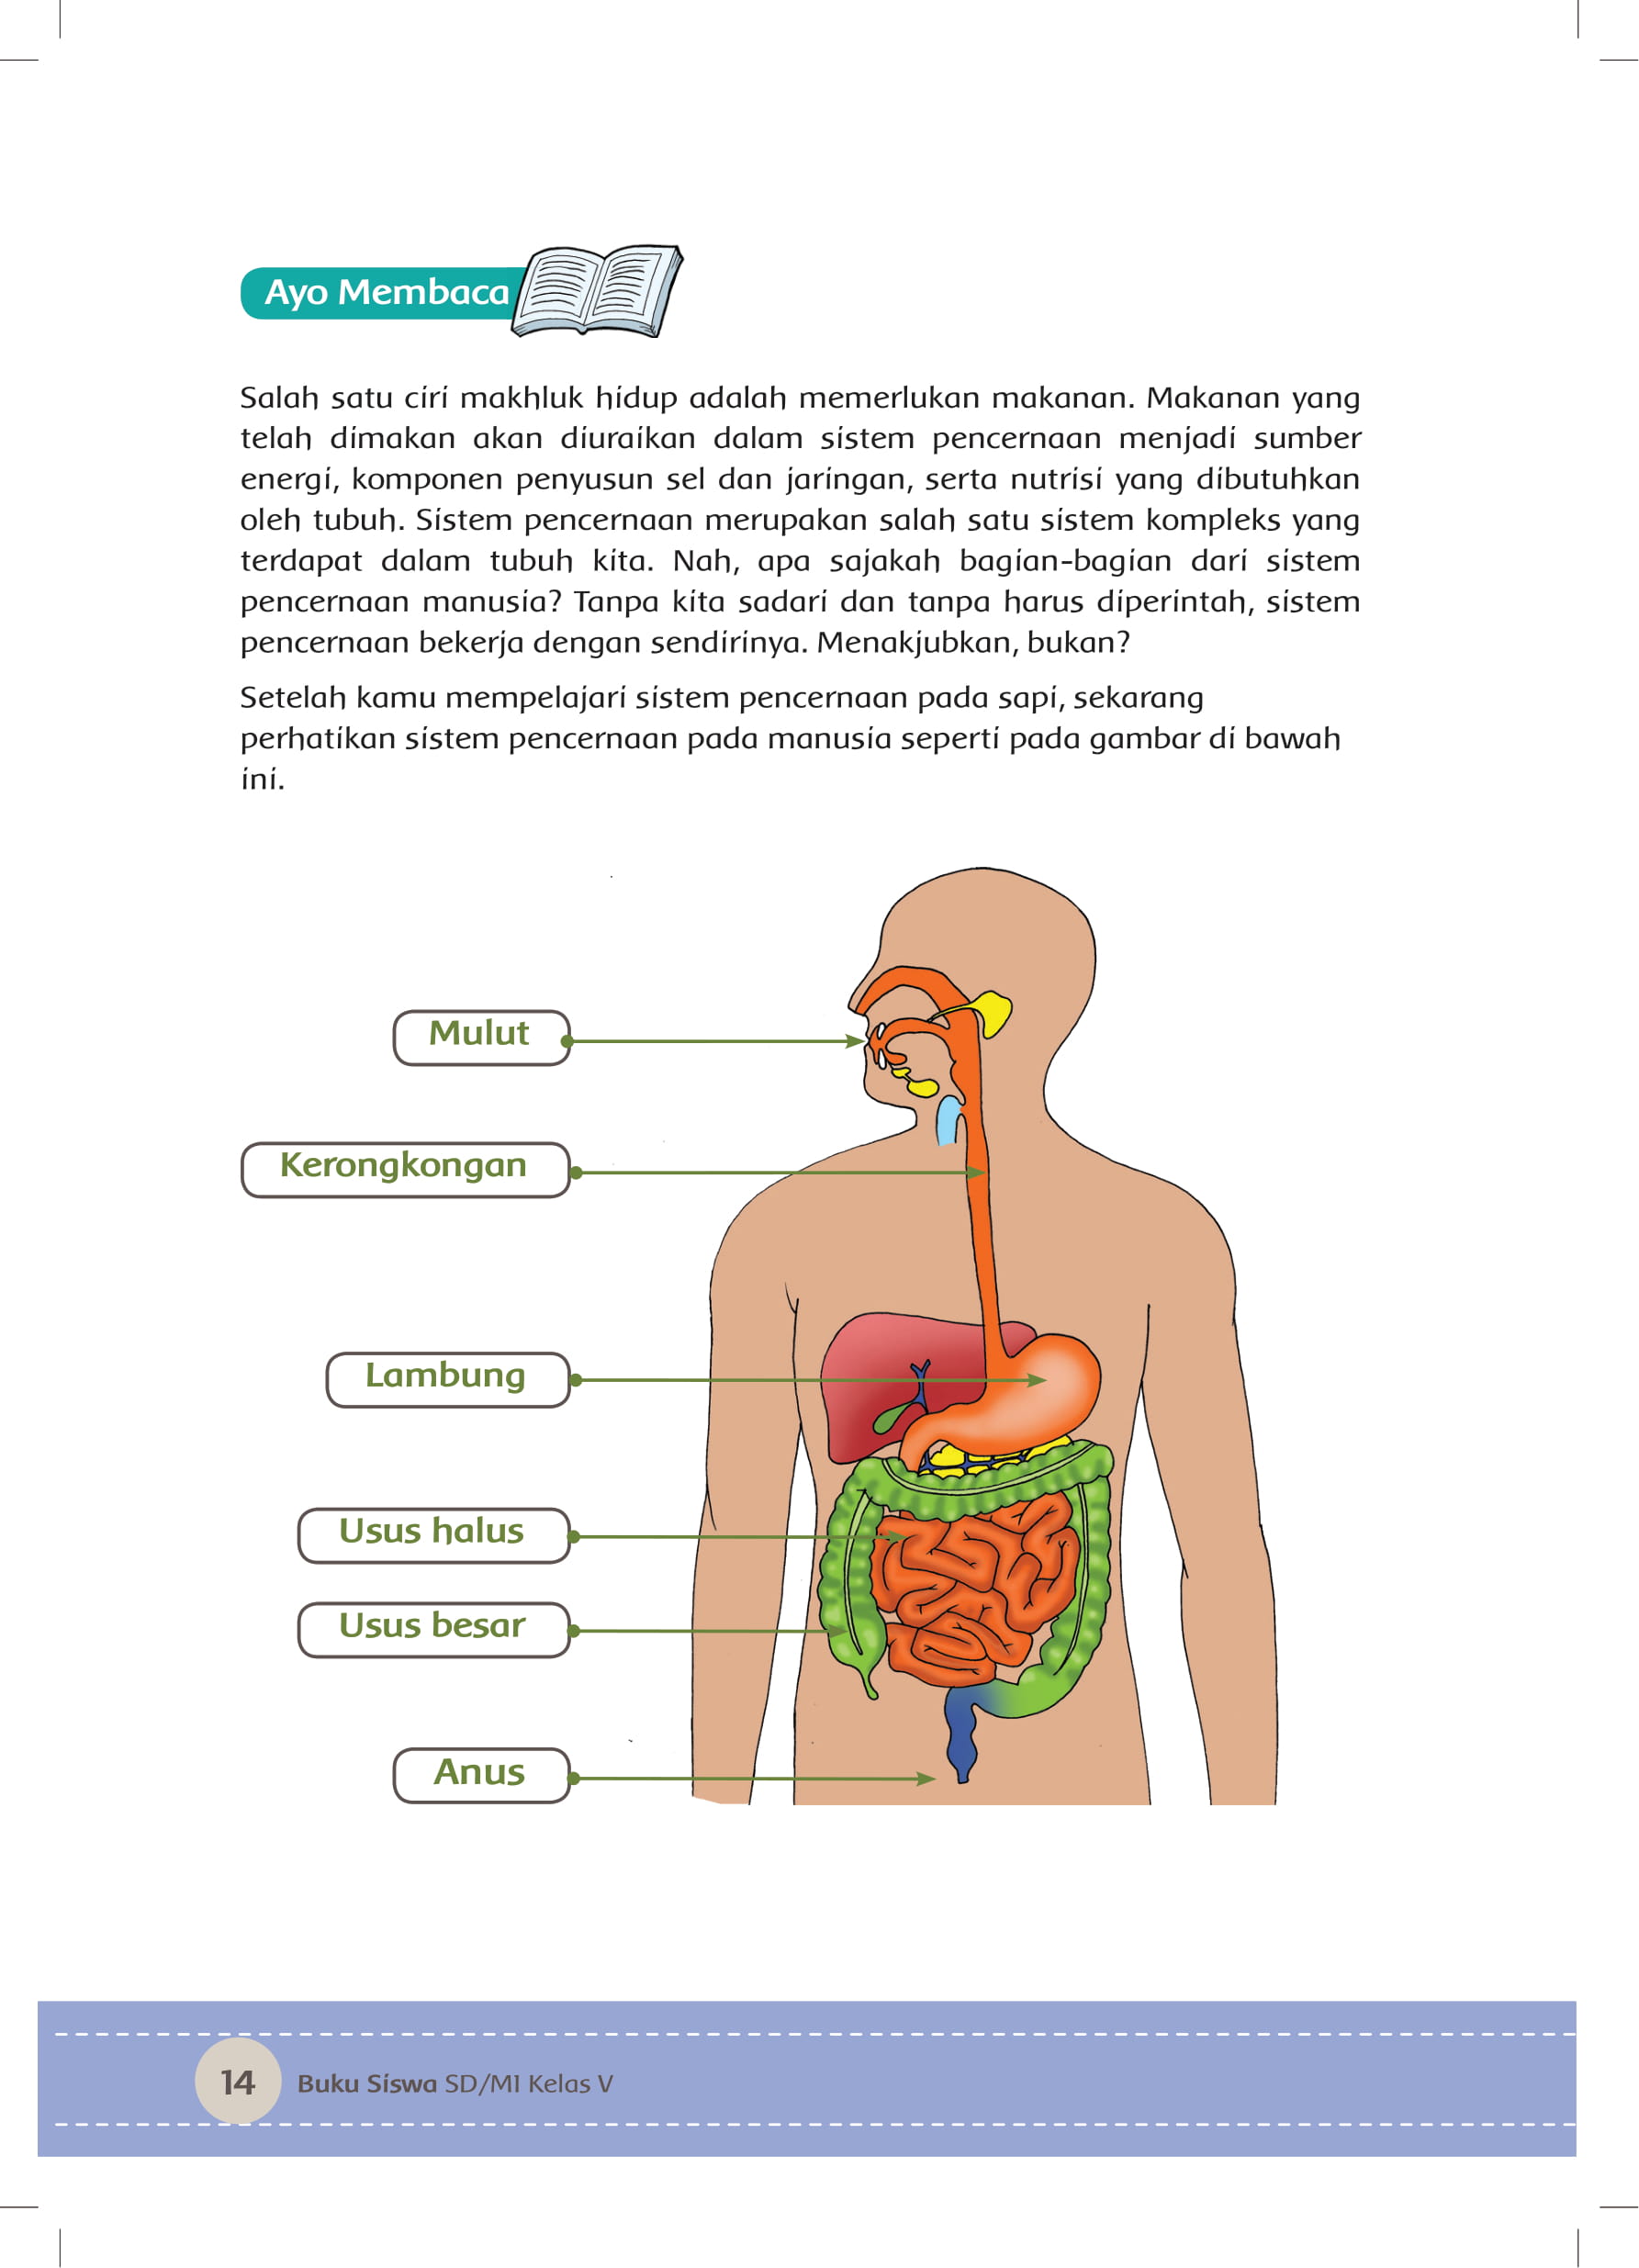 Ayo Membaca
Salah satu ciri makhluk hidup adalah memerlukan makanan. Makanan yang
telah dimakan akan diuraikan dalam sistem pencernaan menjadi sumber
energi, komponen penyusun sel dan jaringan, serta nutrisi yang dibutuhkan
oleh tubuh. Sistem pencernaan merupakan salah satu sistem kompleks yang
terdapat dalam tubuh kita. Nah, apa sajakah bagian-bagian dari sistem
pencernaan manusia? Tanpa kita sadari dan tanpa harus diperintah, sistem
pencernaan bekerja dengan sendirinya. Menakjubkan, bukan?
Setelah kamu mempelajari sistem pencernaan pada sapi, sekarang
perhatikan sistem pencernaan pada manusia seperti pada gambar di bawah
ini.
Mulut
Kerongkongan
Lambung
Usus halus
Usus besar
Anus
14 Buku Siswa SD/MI Kelas V